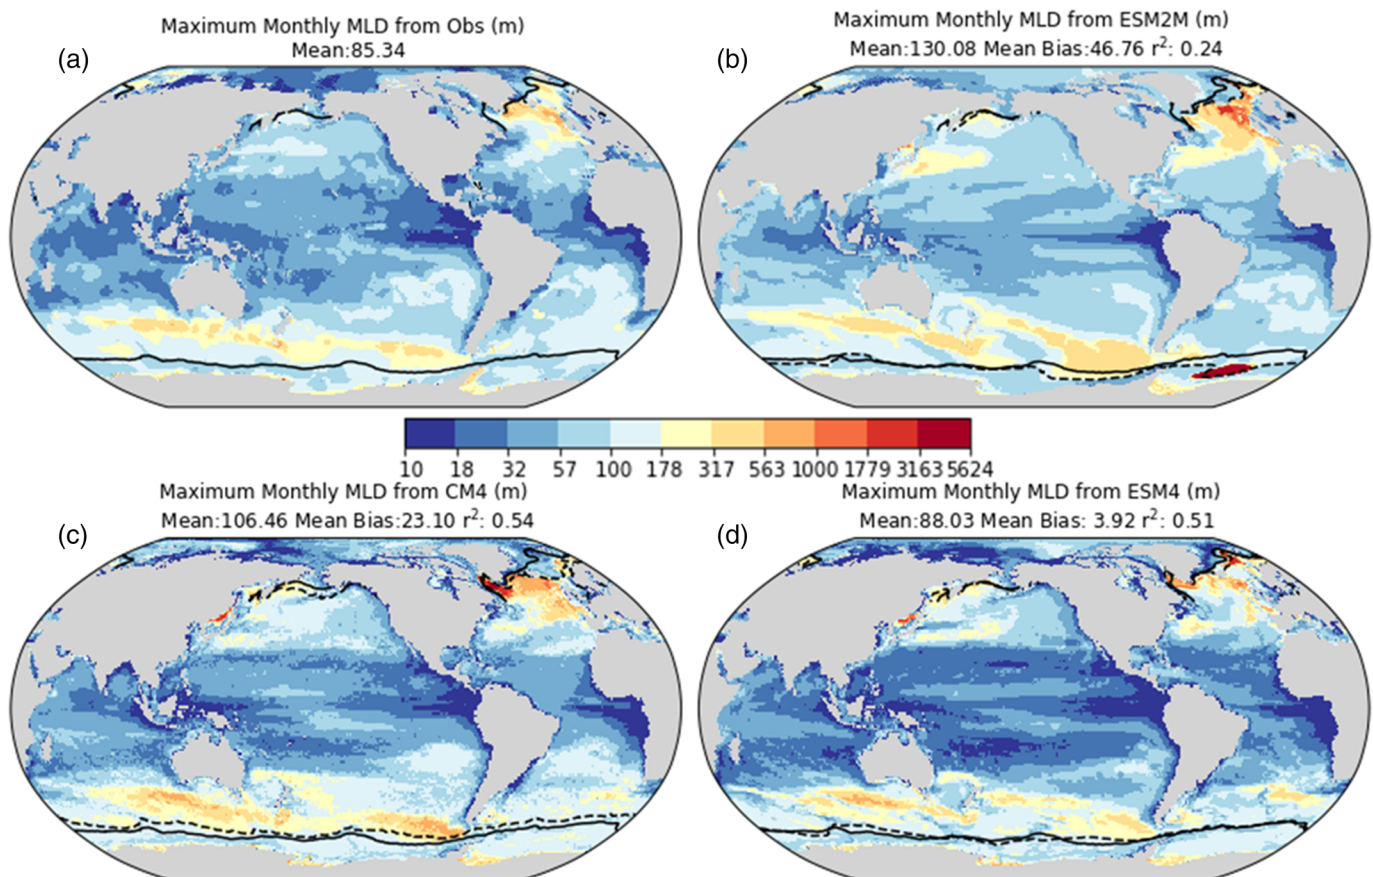 Maximum Monthly MLD from Obs (m)
Mean:85.34
(a)
Maximum Monthly MLD from ESM2M (m)
Mean:130.08 Mean Bias:46.76 r²: 0.24
(b)
10 18 32 57 100 178 317 563 1000 1779 3163 5624
Maximum Monthly MLD from CM4 (m)
Mean:106.46 Mean Bias:23.10 r²: 0.54
(c)
Maximum Monthly MLD from ESM4 (m)
Mean:88.03 Mean Bias: 3.92 r²: 0.51
(d)